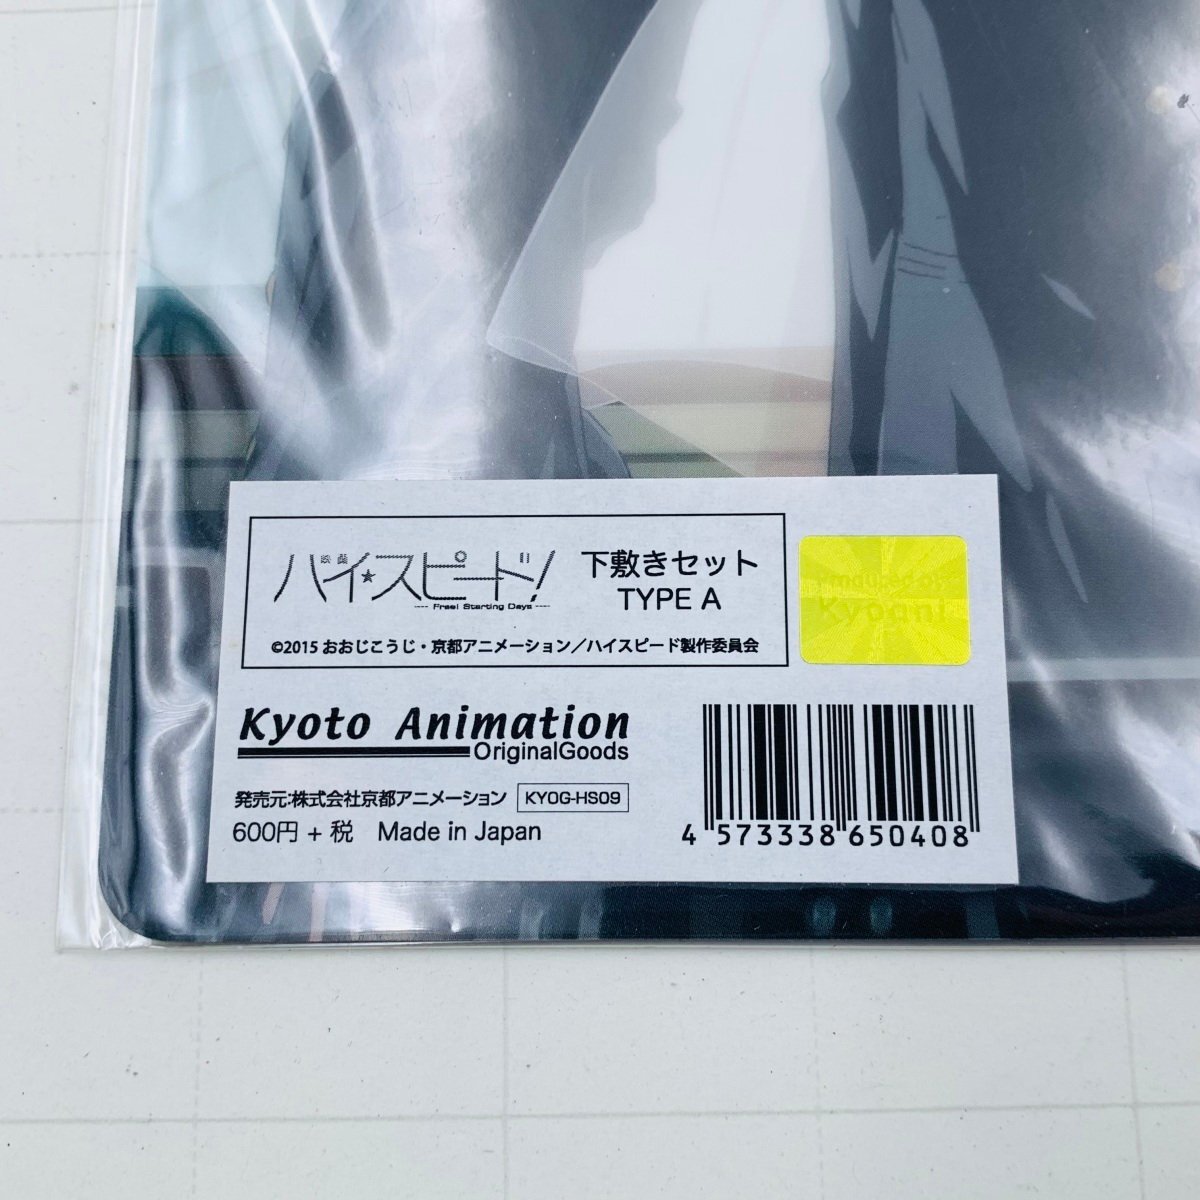 映画
ハイ★スピード!
Free! Starting Days
下敷きセット
TYPE A
©2015 おおじこうじ・京都アニメーション／ハイスピード製作委員会
Produced by
Kyoani
Kyoto Animation
OriginalGoods
発売元:株式会社京都アニメーション KYOG-HS09
600円 + 税 Made in Japan
4 573338 650408